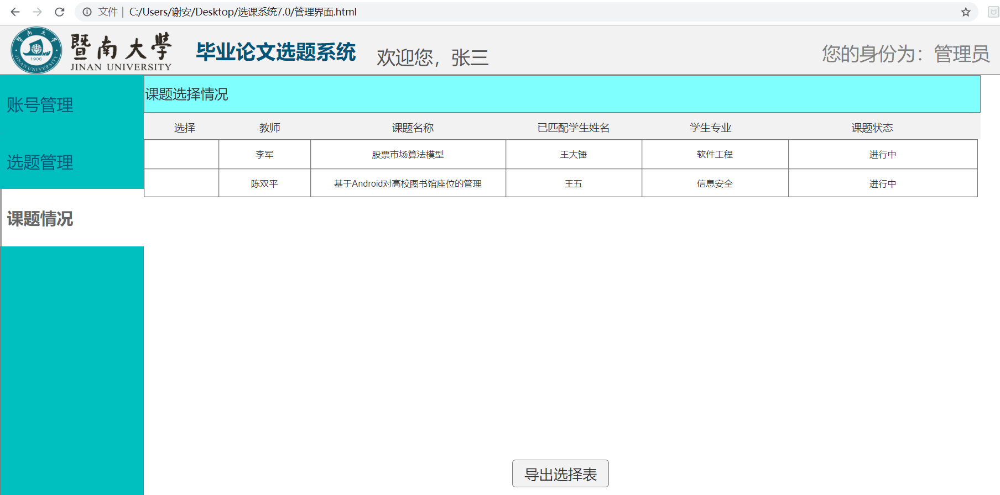 文件 | C:/Users/谢安/Desktop/选课系统7.0/管理界面.html
暨南大学
JINAN UNIVERSITY
1906
暨南大学
JINAN UNIVERSITY
毕业论文选题系统
欢迎您，张三
您的身份为：管理员
账号管理
选题管理
课题情况
课题选择情况
选择 教师 课题名称 已匹配学生姓名 学生专业 课题状态
李军 股票市场算法模型 王大锤 软件工程 进行中
陈双平 基于Android对高校图书馆座位的管理 王五 信息安全 进行中
导出选择表